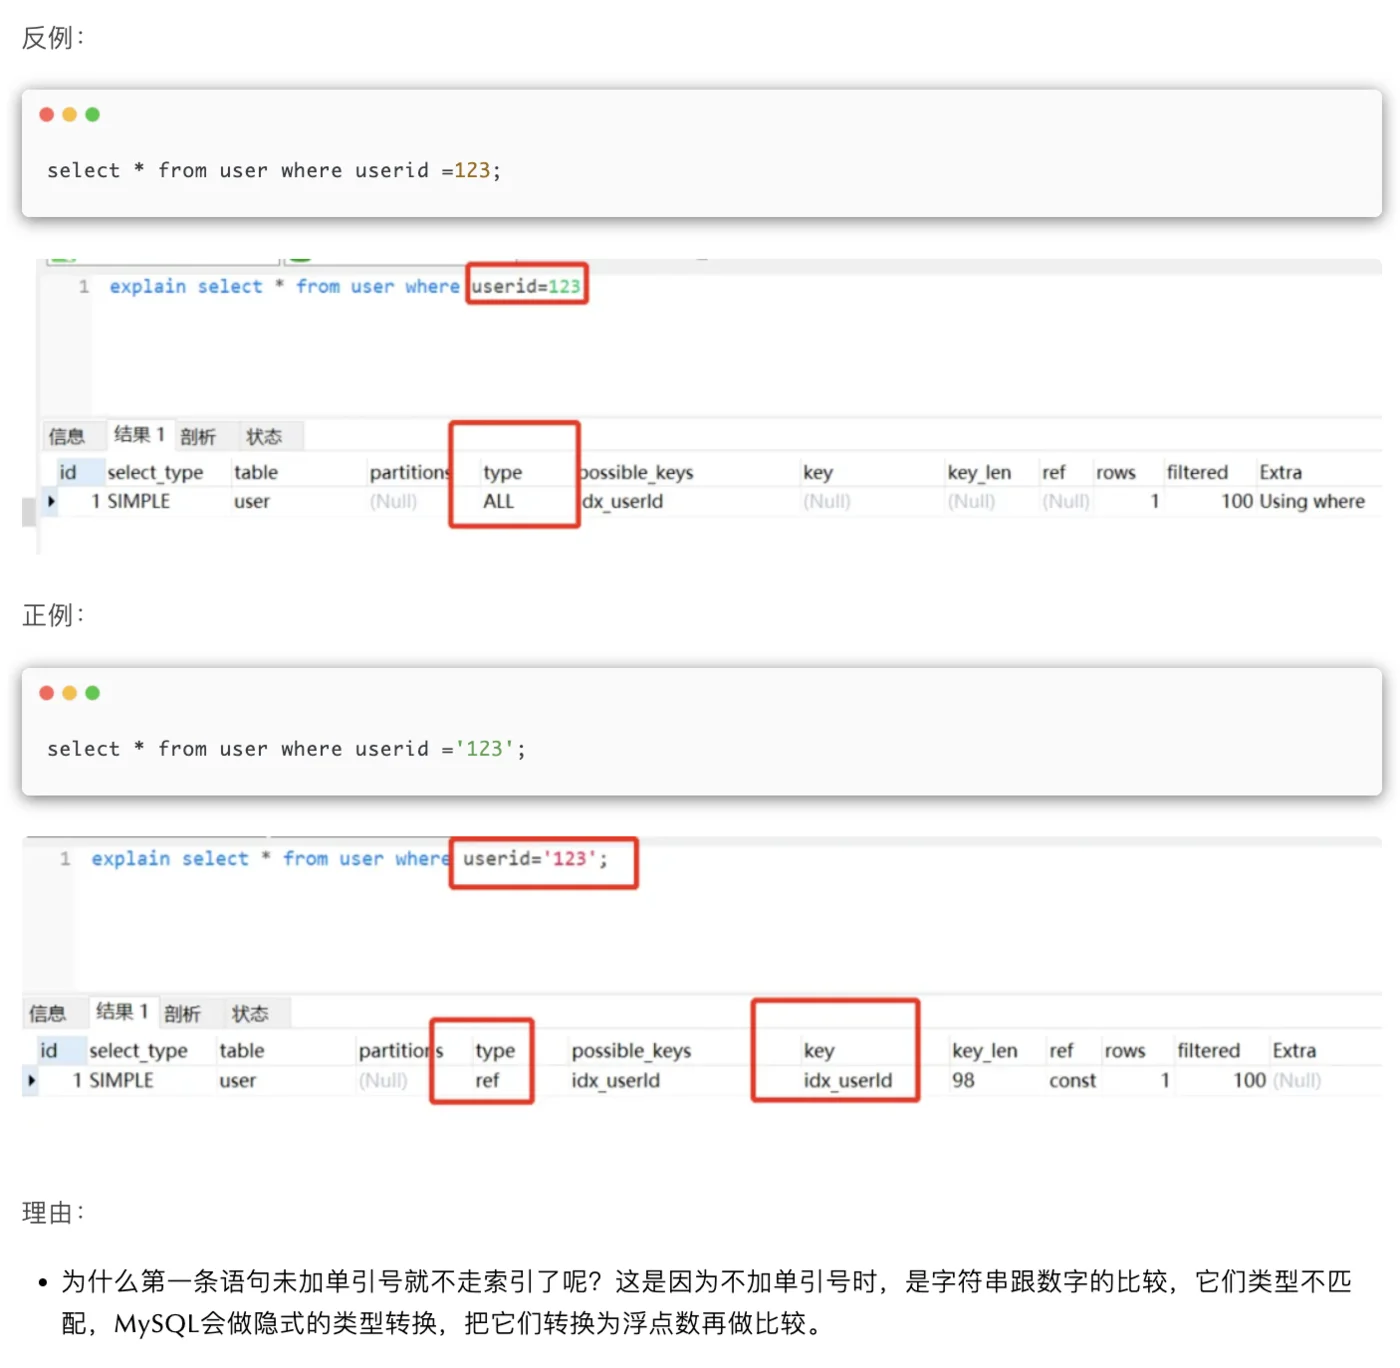 反例：
select * from user where userid =123;
1 explain select * from user where userid=123
信息 结果 1 剖析 状态
id select_type table partitions type possible_keys key key_len ref rows filtered Extra
1 SIMPLE user (Null) ALL idx_userId (Null) (Null) (Null) 1 100 Using where
正例：
select * from user where userid ='123';
1 explain select * from user where userid='123';
信息 结果 1 剖析 状态
id select_type table partitions type possible_keys key key_len ref rows filtered Extra
1 SIMPLE user (Null) ref idx_userId idx_userId 98 const 1 100 (Null)
理由：
• 为什么第一条语句未加单引号就不走索引了呢？这是因为不加单引号时，是字符串跟数字的比较，它们类型不匹
配，MySQL会做隐式的类型转换，把它们转换为浮点数再做比较。